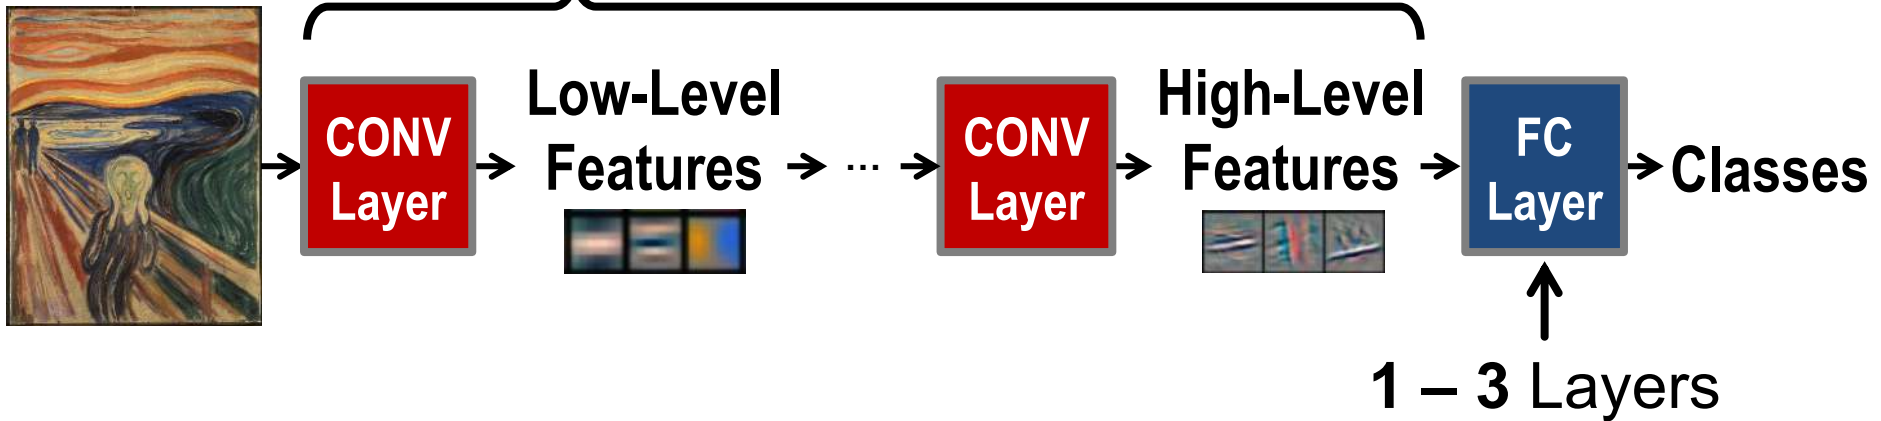 CONV
Layer
Low-Level
Features
...
CONV
Layer
High-Level
Features
FC
Layer
Classes
1 – 3 Layers